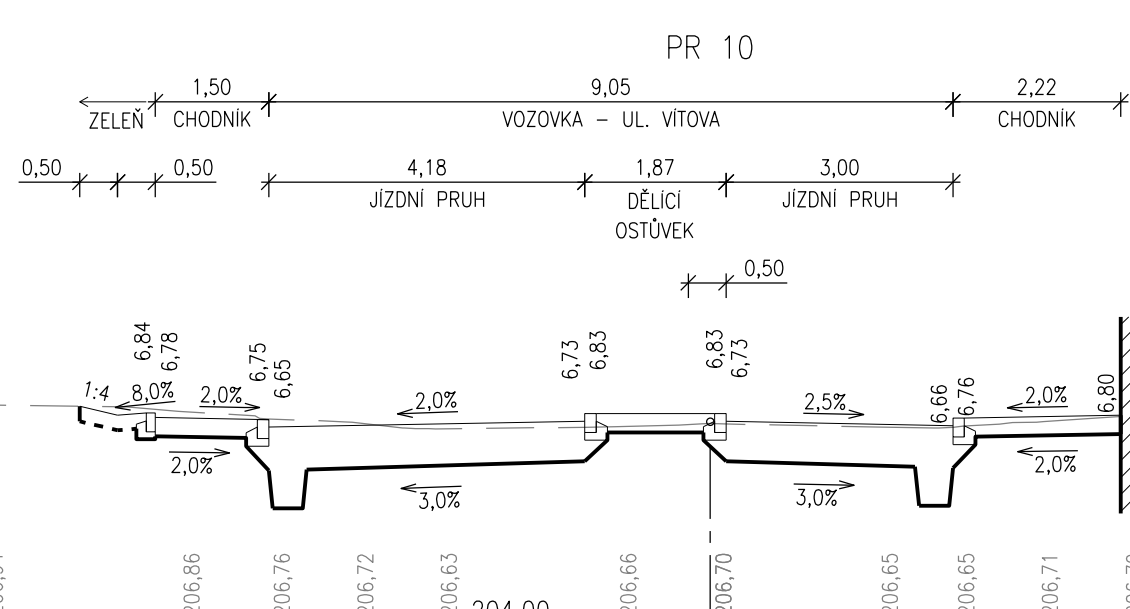 PR 10
1,50 9,05 2,22
ZELEŇ CHODNÍK VOZOVKA – UL. VÍTOVA CHODNÍK
0,50 0,50 4,18 1,87 3,00
JÍZDNÍ PRUH DĚLÍCÍ JÍZDNÍ PRUH
OSTŮVEK
0,50
6,84 6,78 6,75 6,65 6,73 6,83 6,83 6,73 6,66 6,76 6,80
1:4 8,0% 2,0% 2,0% 2,5% 2,0%
2,0% 3,0% 3,0% 2,0%
206,86 206,76 206,72 206,63 206,66 206,70 206,65 206,65 206,71
204,00